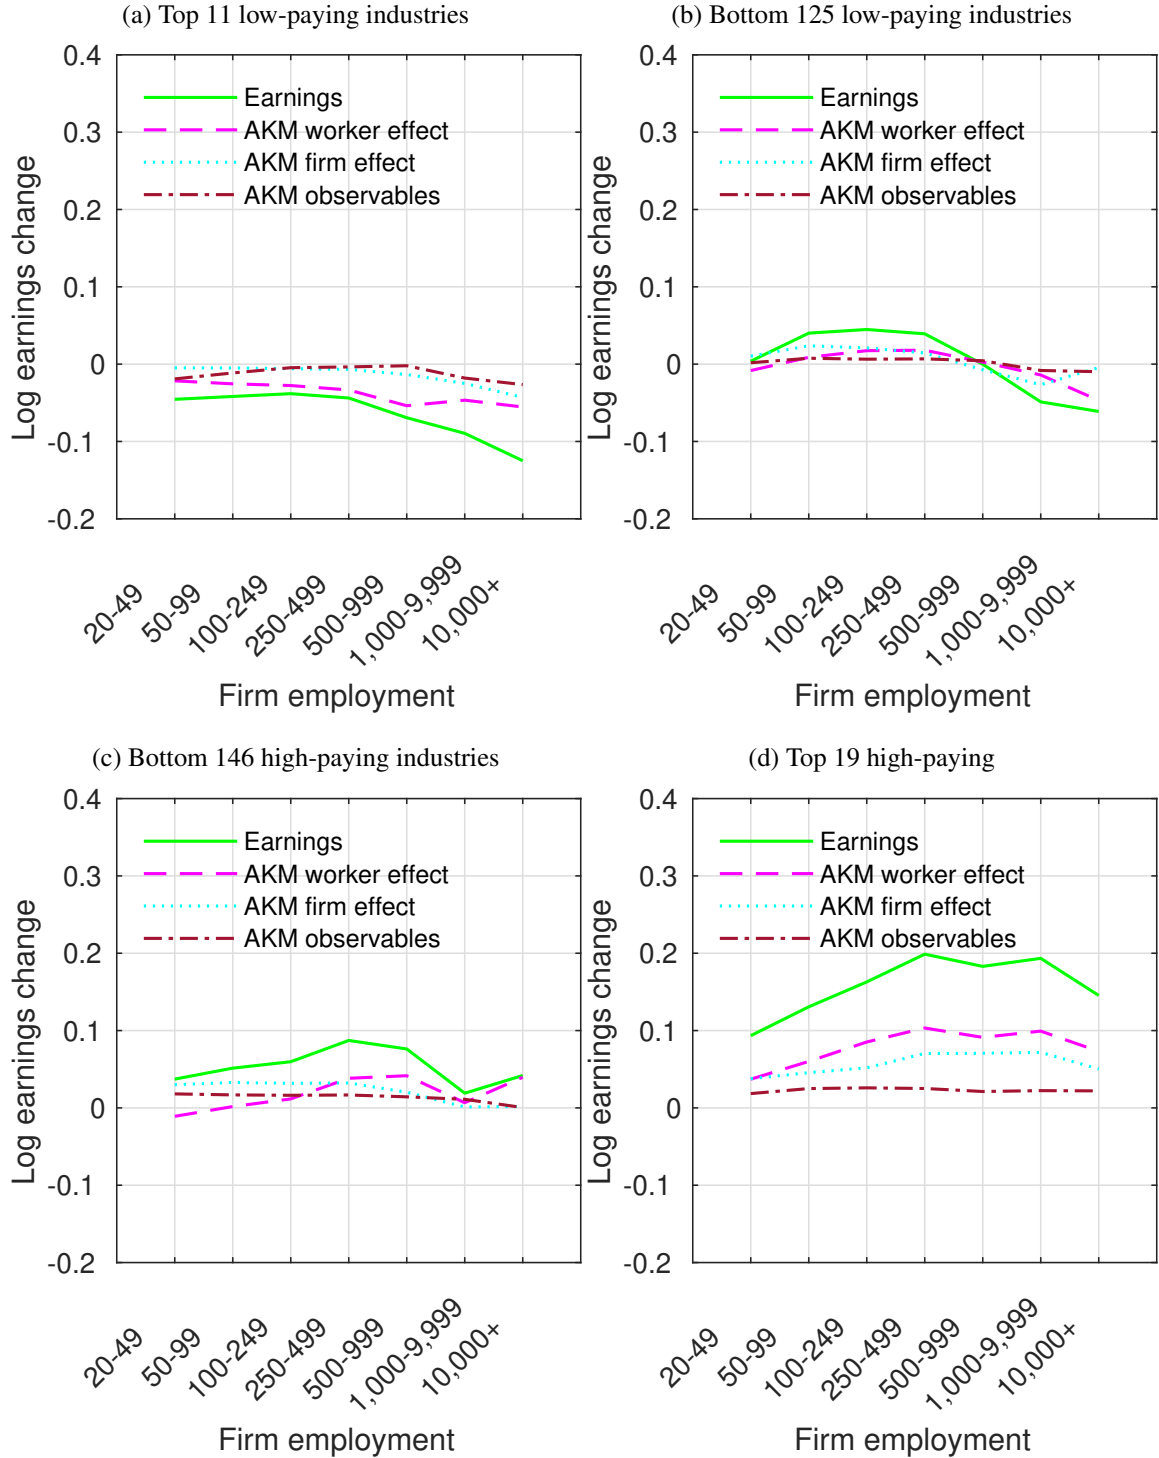 (a) Top 11 low-paying industries
0.4
0.3
0.2
0.1
0
-0.1
-0.2
Log earnings change
Earnings
AKM worker effect
AKM firm effect
AKM observables
20-49
50-99
100-249
250-499
500-999
1,000-9,999
10,000+
Firm employment
(b) Bottom 125 low-paying industries
0.4
0.3
0.2
0.1
0
-0.1
-0.2
Log earnings change
Earnings
AKM worker effect
AKM firm effect
AKM observables
20-49
50-99
100-249
250-499
500-999
1,000-9,999
10,000+
Firm employment
(c) Bottom 146 high-paying industries
0.4
0.3
0.2
0.1
0
-0.1
-0.2
Log earnings change
Earnings
AKM worker effect
AKM firm effect
AKM observables
20-49
50-99
100-249
250-499
500-999
1,000-9,999
10,000+
Firm employment
(d) Top 19 high-paying
0.4
0.3
0.2
0.1
0
-0.1
-0.2
Log earnings change
Earnings
AKM worker effect
AKM firm effect
AKM observables
20-49
50-99
100-249
250-499
500-999
1,000-9,999
10,000+
Firm employment